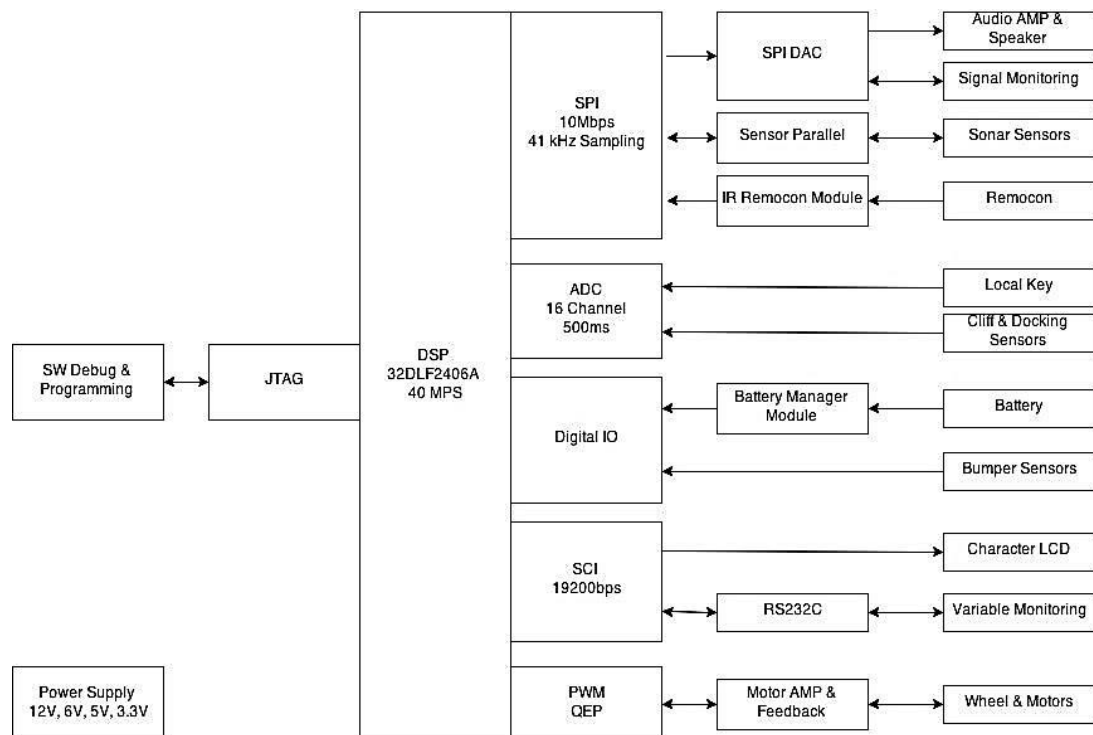 SPI
10Mbps
41 kHz Sampling
SPI DAC
Audio AMP &
Speaker
Signal Monitoring
Sensor Parallel
Sonar Sensors
IR Remocon Module
Remocon
ADC
16 Channel
500ms
Local Key
Cliff & Docking
Sensors
SW Debug &
Programming
JTAG
DSP
32DLF2406A
40 MPS
Digital IO
Battery Manager
Module
Battery
Bumper Sensors
SCI
19200bps
Character LCD
RS232C
Variable Monitoring
Power Supply
12V, 6V, 5V, 3.3V
PWM
QEP
Motor AMP &
Feedback
Wheel & Motors